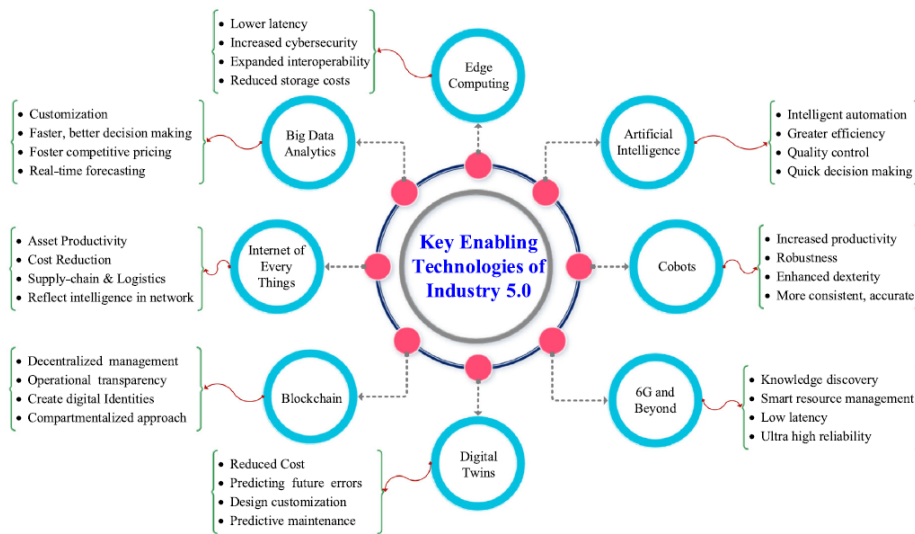 Key Enabling
Technologies of
Industry 5.0
Edge
Computing
• Lower latency
• Increased cybersecurity
• Expanded interoperability
• Reduced storage costs
Artificial
Intelligence
• Intelligent automation
• Greater efficiency
• Quality control
• Quick decision making
Cobots
• Increased productivity
• Robustness
• Enhanced dexterity
• More consistent, accurate
6G and
Beyond
• Knowledge discovery
• Smart resource management
• Low latency
• Ultra high reliability
Digital
Twins
• Reduced Cost
• Predicting future errors
• Design customization
• Predictive maintenance
Blockchain
• Decentralized management
• Operational transparency
• Create digital Identities
• Compartmentalized approach
Internet of
Every
Things
• Asset Productivity
• Cost Reduction
• Supply-chain & Logistics
• Reflect intelligence in network
Big Data
Analytics
• Customization
• Faster, better decision making
• Foster competitive pricing
• Real-time forecasting